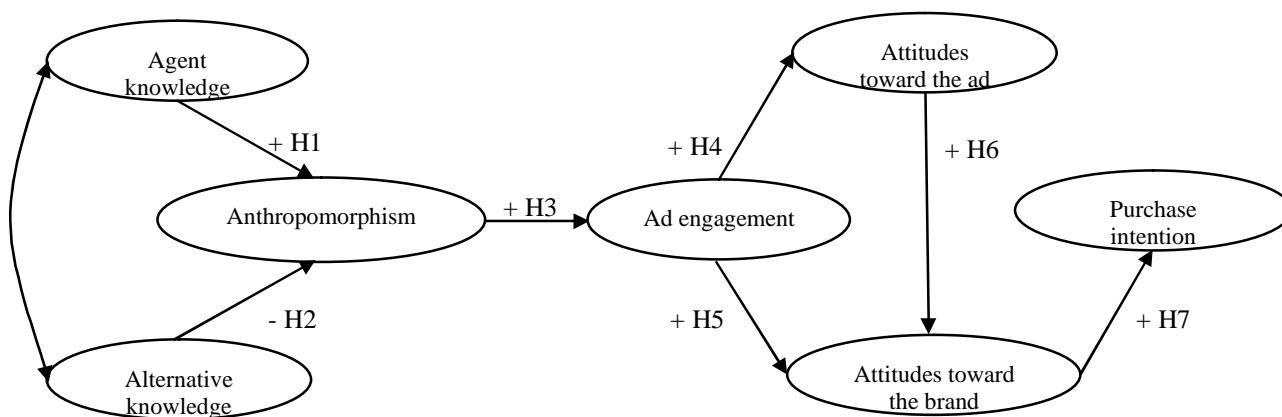 Agent
knowledge
+ H1
Anthropomorphism
- H2
Alternative
knowledge
+ H3
Ad engagement
+ H4
Attitudes
toward the ad
+ H5
+ H6
Attitudes toward
the brand
+ H7
Purchase
intention